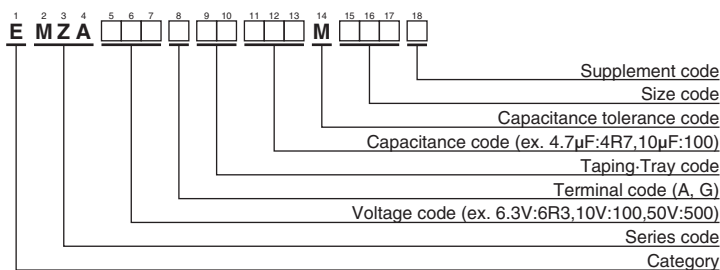 1 2 3 4 5 6 7 8 9 10 11 12 13 14 15 16 17 18
E MZA M
Supplement code
Size code
Capacitance tolerance code
Capacitance code (ex. 4.7μF:4R7,10μF:100)
Taping·Tray code
Terminal code (A, G)
Voltage code (ex. 6.3V:6R3,10V:100,50V:500)
Series code
Category